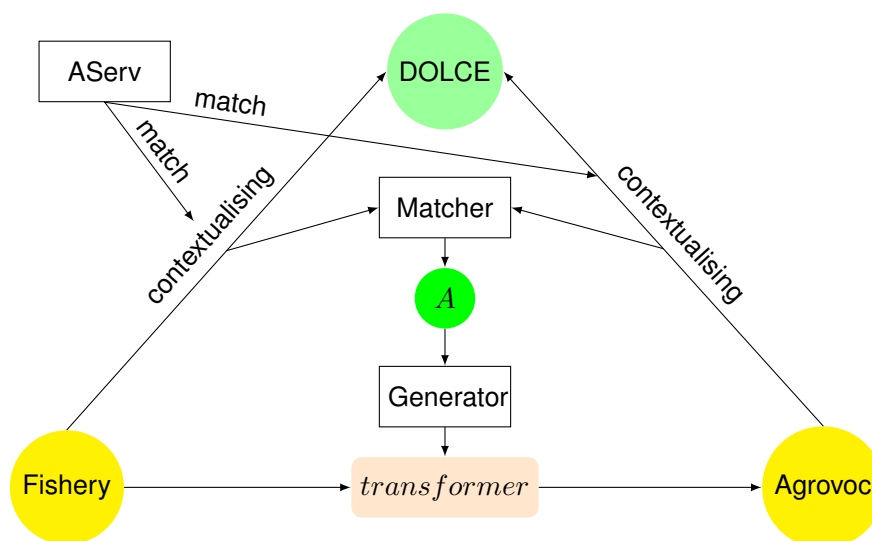 AServ
DOLCE
match
match
contextualising
contextualising
Matcher
A
Generator
Fishery
transformer
Agrovoc